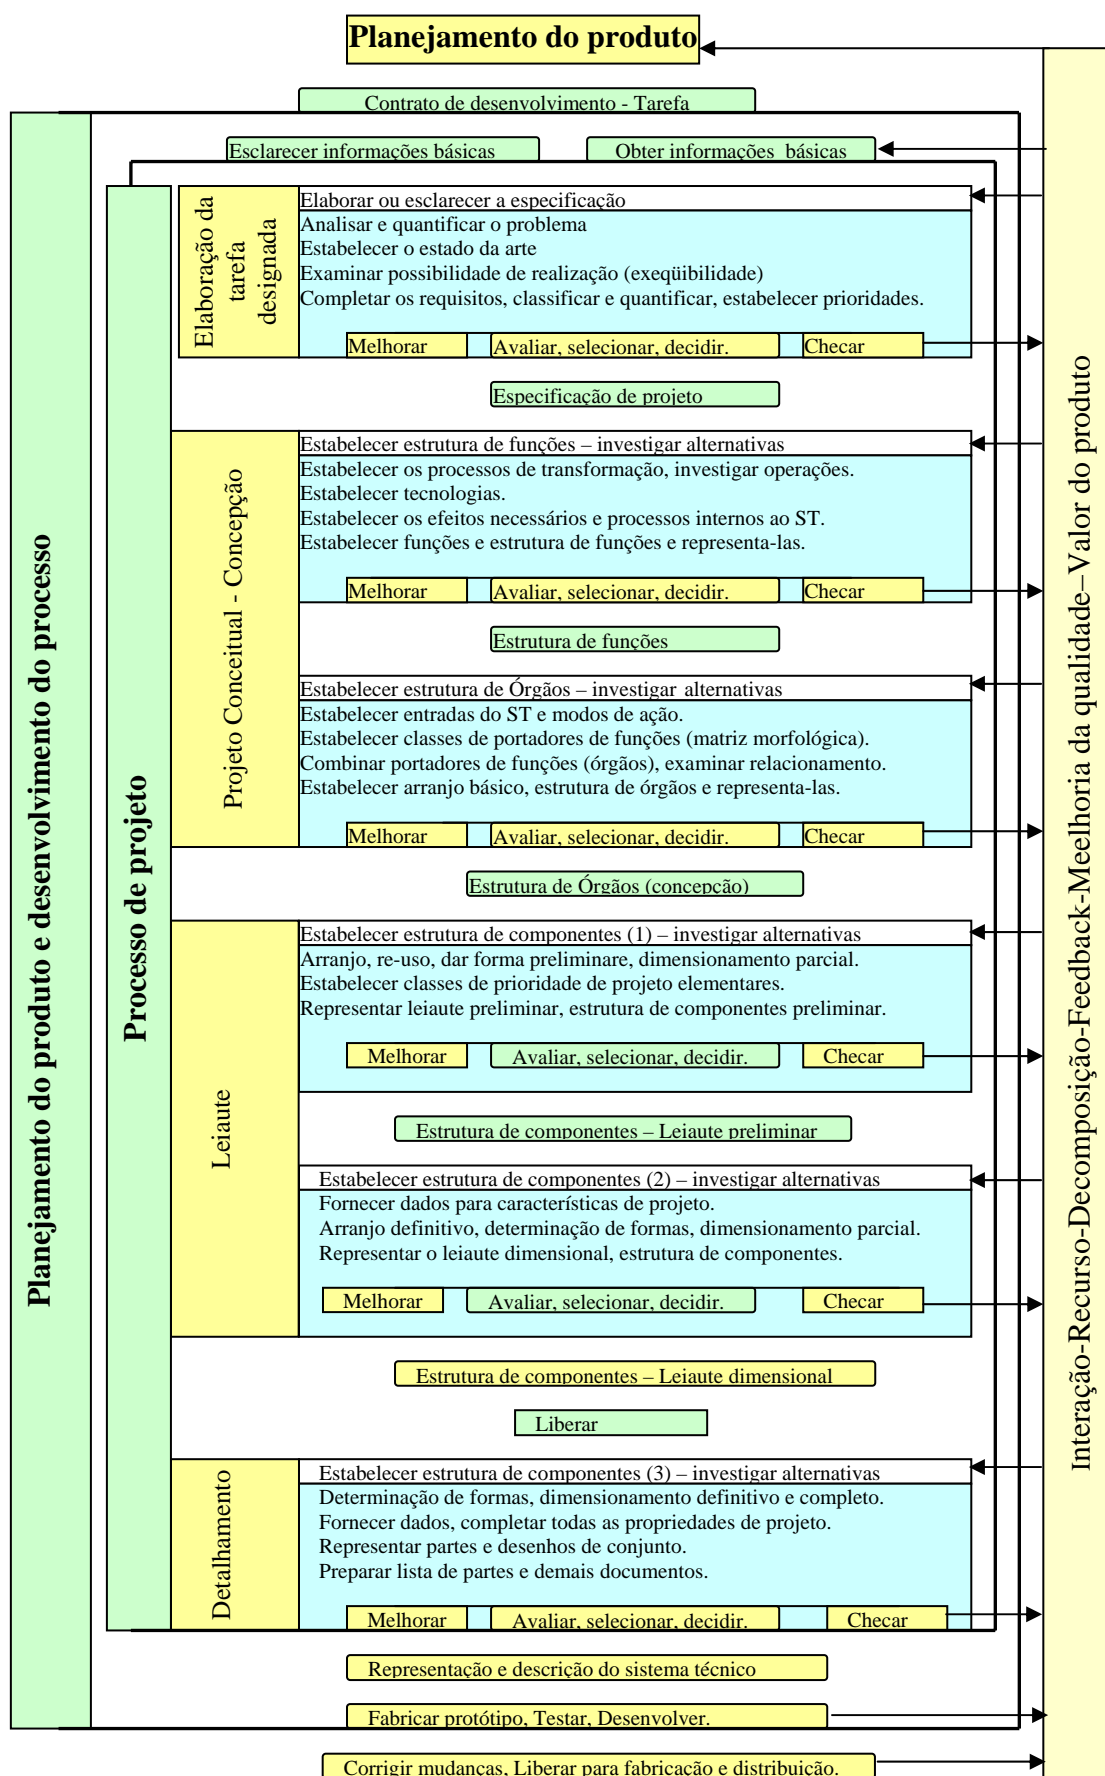 Planejamento do produto
Contrato de desenvolvimento - Tarefa
Esclarecer informações básicas
Obter informações básicas
Planejamento do produto e desenvolvimento do processo
Processo de projeto
Elaboração da
tarefa
designada
Elaborar ou esclarecer a especificação
Analisar e quantificar o problema
Estabelecer o estado da arte
Examinar possibilidade de realização (exeqüibilidade)
Completar os requisitos, classificar e quantificar, estabelecer prioridades.
Melhorar
Avaliar, selecionar, decidir.
Checar
Especificação de projeto
Projeto Conceitual - Concepção
Estabelecer estrutura de funções – investigar alternativas
Estabelecer os processos de transformação, investigar operações.
Estabelecer tecnologias.
Estabelecer os efeitos necessários e processos internos ao ST.
Estabelecer funções e estrutura de funções e representa-las.
Melhorar
Avaliar, selecionar, decidir.
Checar
Estrutura de funções
Estabelecer estrutura de Órgãos – investigar alternativas
Estabelecer entradas do ST e modos de ação.
Estabelecer classes de portadores de funções (matriz morfológica).
Combinar portadores de funções (órgãos), examinar relacionamento.
Estabelecer arranjo básico, estrutura de órgãos e representa-las.
Melhorar
Avaliar, selecionar, decidir.
Checar
Estrutura de Órgãos (concepção)
Leiaute
Estabelecer estrutura de componentes (1) – investigar alternativas
Arranjo, re-uso, dar forma preliminare, dimensionamento parcial.
Estabelecer classes de prioridade de projeto elementares.
Representar leiaute preliminar, estrutura de componentes preliminar.
Melhorar
Avaliar, selecionar, decidir.
Checar
Estrutura de componentes – Leiaute preliminar
Estabelecer estrutura de componentes (2) – investigar alternativas
Fornecer dados para características de projeto.
Arranjo definitivo, determinação de formas, dimensionamento parcial.
Representar o leiaute dimensional, estrutura de componentes.
Melhorar
Avaliar, selecionar, decidir.
Checar
Estrutura de componentes – Leiaute dimensional
Liberar
Detalhamento
Estabelecer estrutura de componentes (3) – investigar alternativas
Determinação de formas, dimensionamento definitivo e completo.
Fornecer dados, completar todas as propriedades de projeto.
Representar partes e desenhos de conjunto.
Preparar lista de partes e demais documentos.
Melhorar
Avaliar, selecionar, decidir.
Checar
Representação e descrição do sistema técnico
Fabricar protótipo, Testar, Desenvolver.
Corrigir mudanças, Liberar para fabricação e distribuição.
Interação-Recurso-Decomposição-Feedback-Meelhoria da qualidade–Valor do produto